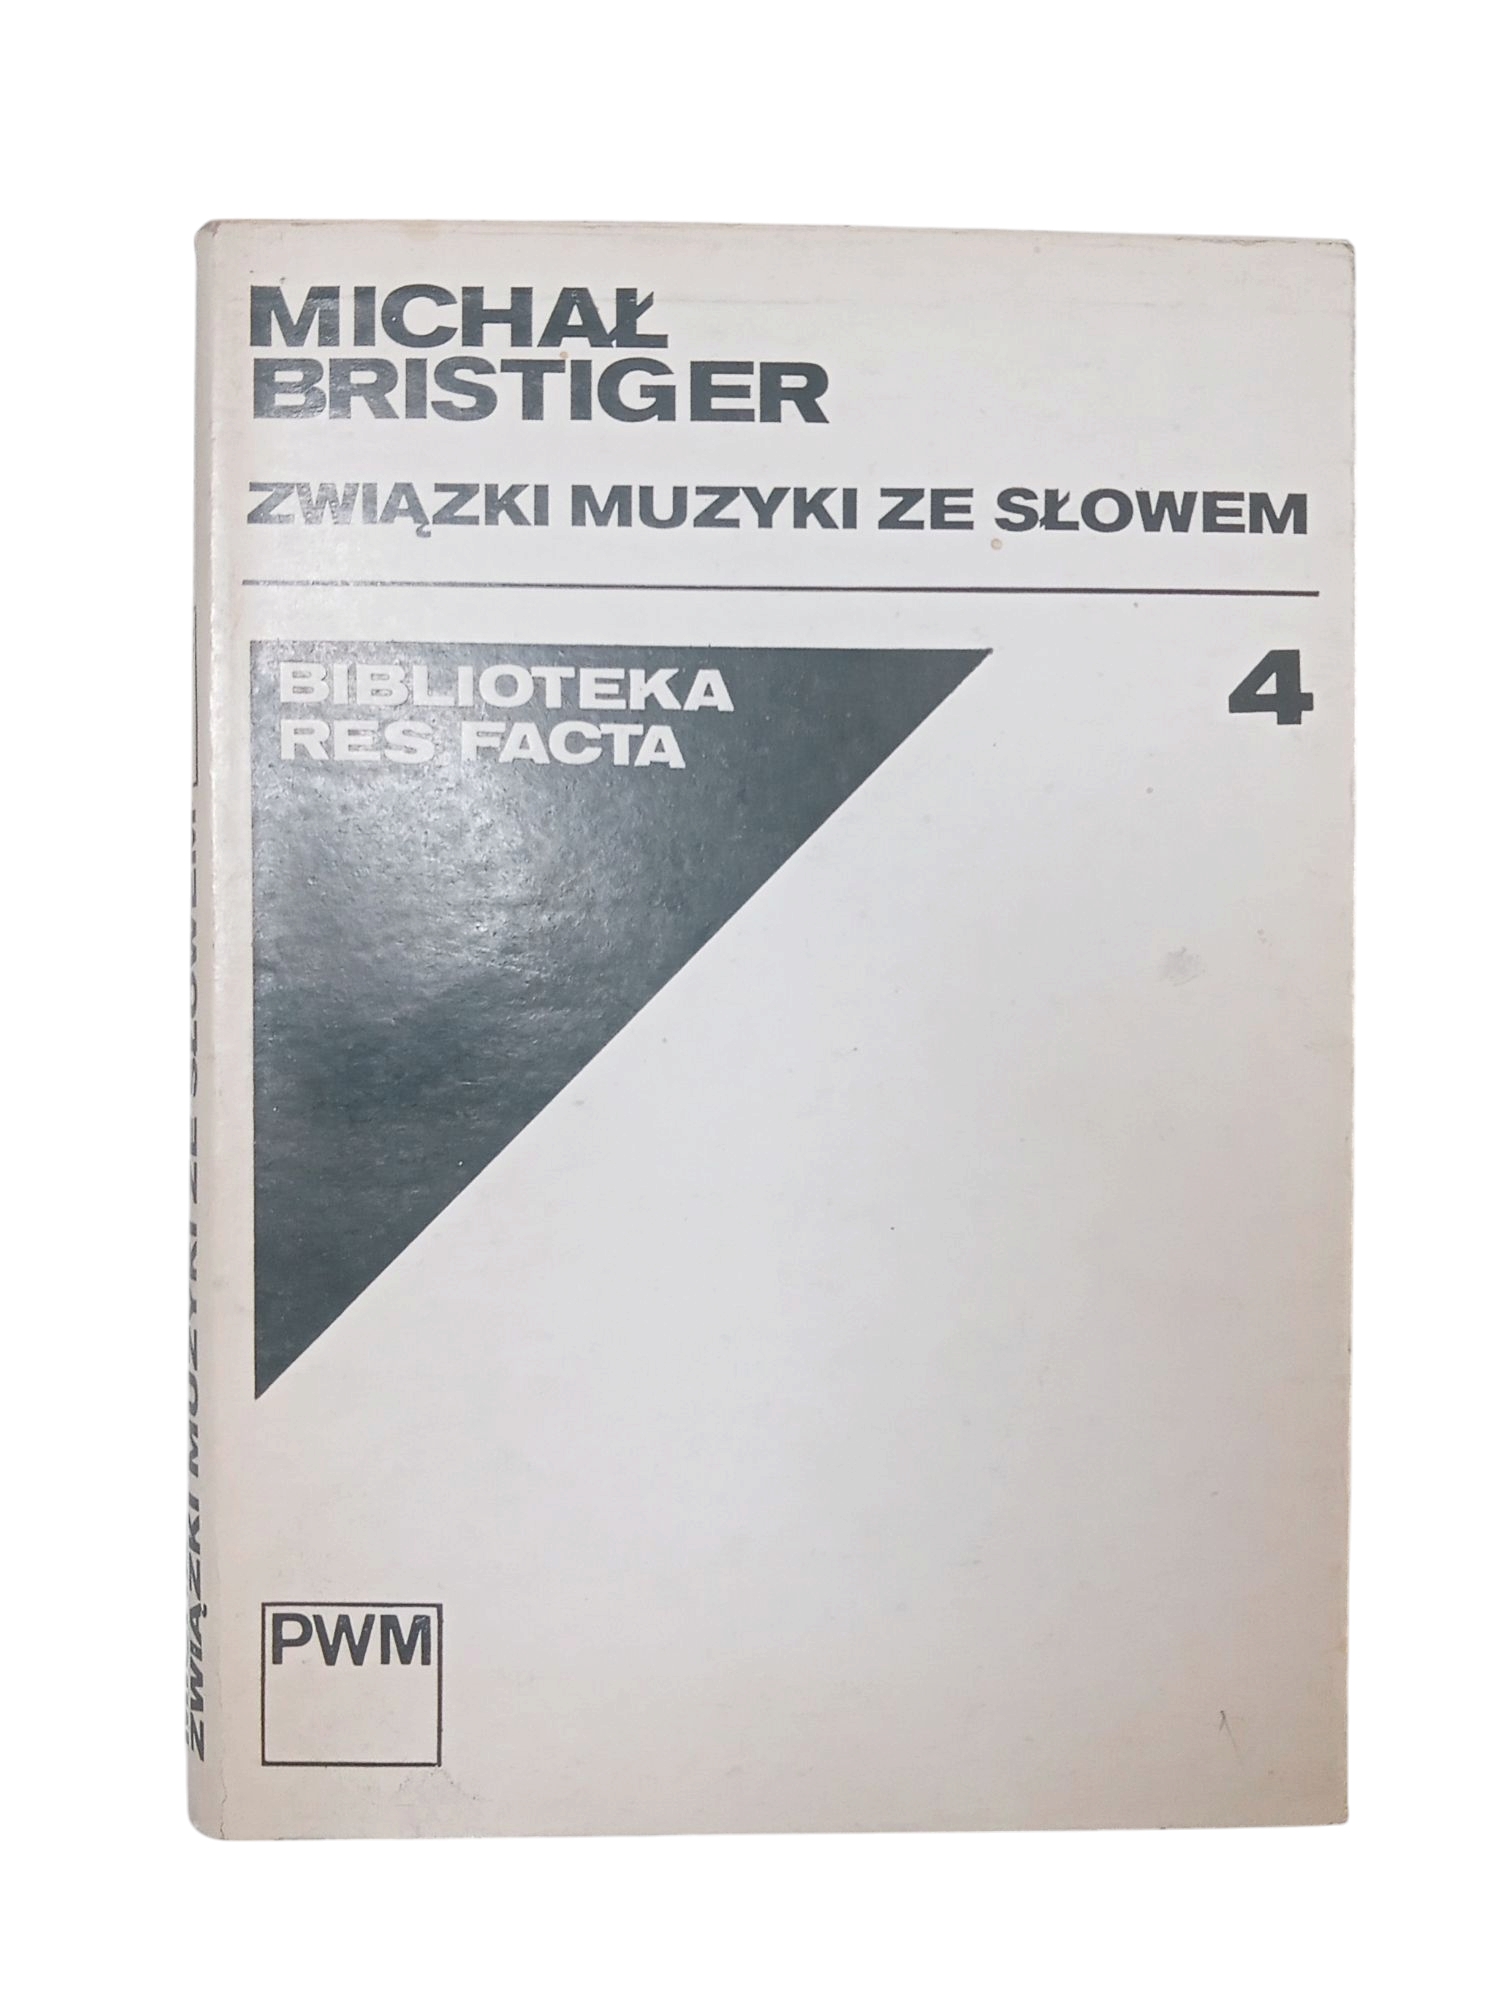 MICHAŁ
BRISTIGER
ZWIĄZKI MUZYKI ZE SŁOWEM
BIBLIOTEKA
RES FACTA
4
PWM
ZWIĄZKI MUZYKI ZE SŁOWEM